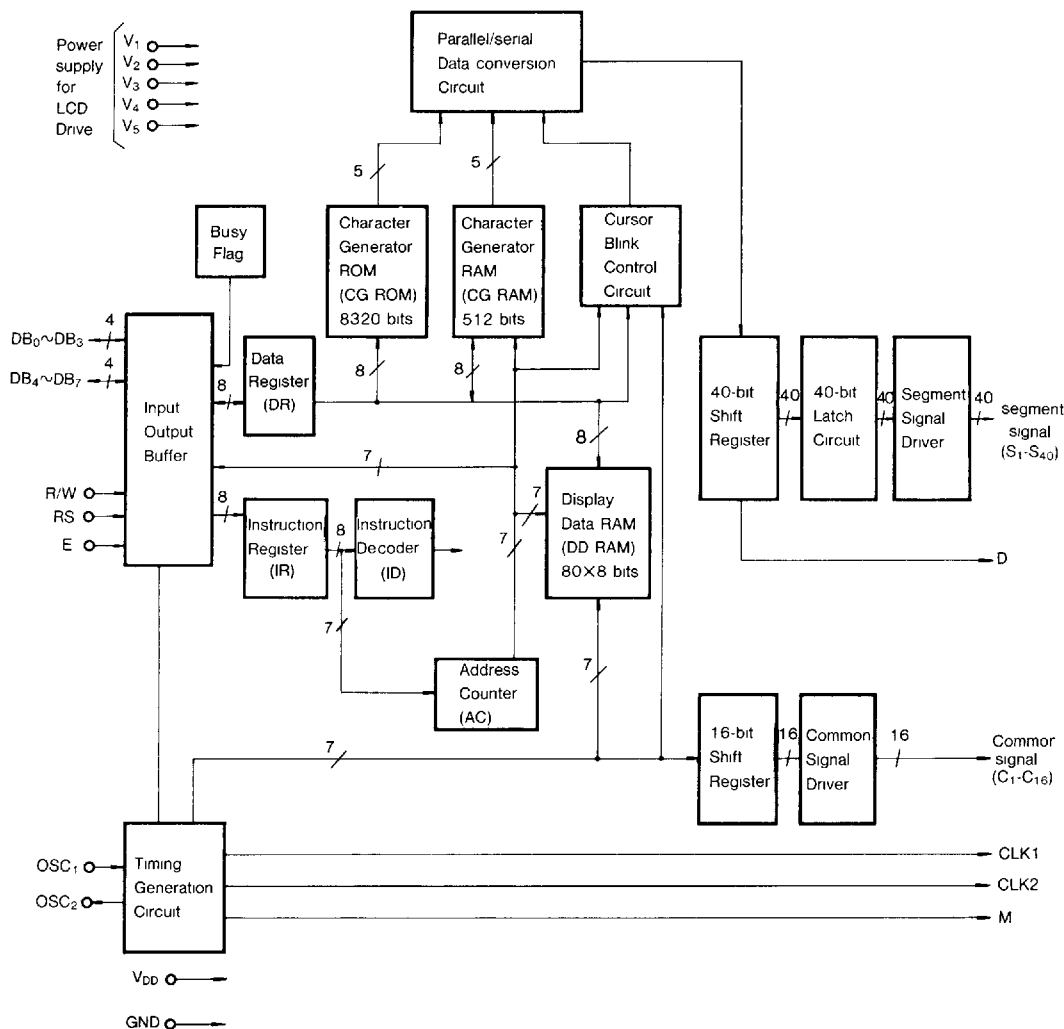 Power
supply
for
LCD
Drive
V1
V2
V3
V4
V5
Parallel/serial
Data conversion
Circuit
5
5
Busy
Flag
Character
Generator
ROM
(CG ROM)
8320 bits
Character
Generator
RAM
(CG RAM)
512 bits
Cursor
Blink
Control
Circuit
DB0~DB3
4
DB4~DB7
4
R/W
RS
E
Input
Output
Buffer
8
Data
Register
(DR)
8
8
8
7
8
Instruction
Register
(IR)
8
Instruction
Decoder
(ID)
7
7
7
Display
Data RAM
(DD RAM)
80×8 bits
7
Address
Counter
(AC)
7
40-bit
Shift
Register
40
40-bit
Latch
Circuit
40
Segment
Signal
Driver
40
segment
signal
(S1-S40)
D
16-bit
Shift
Register
16
Common
Signal
Driver
16
Commor
signal
(C1-C16)
OSC1
OSC2
Timing
Generation
Circuit
CLK1
CLK2
M
VDD
GND